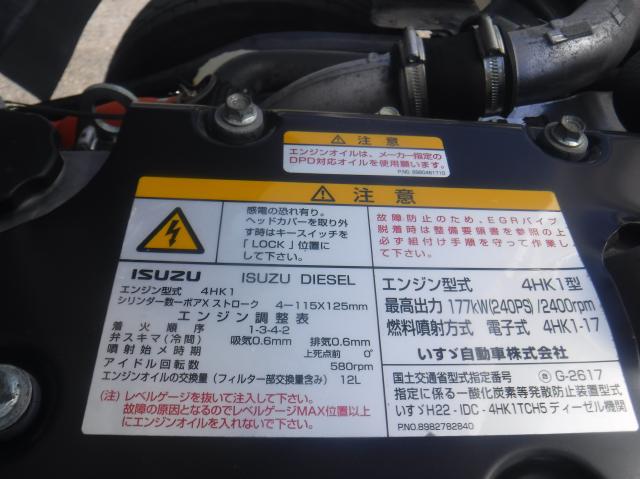 注意
エンジンオイルは、メーカー指定の
DPD対応オイルを使用願います。
P.NO. 8980461710
注意
感電の恐れ有り。
ヘッドカバーを取り外
す時はキースイッチを
「LOCK」位置に
して下さい。
故障防止のため、EGRパイプ
脱着時は整備要領書を参照の上
必ず組付け手順を守って作業し
て下さい。
ISUZU ISUZU DIESEL
エンジン型式 4HK1
シリンダー数ーボアXストローク 4－115X125mm
エンジン調整表
着火順序 1-3-4-2
弁スキマ(冷間) 吸気0.6mm 排気0.6mm
噴射始メ時期 上死点前 0°
アイドル回転数 580rpm
エンジンオイルの交換量(フィルター部交換量含み) 12L
(注) レベルゲージを抜いて注入して下さい。
故障の原因となるのでレベルゲージMAX位置以上
にエンジンオイルを入れないで下さい。
エンジン型式 4HK1型
最高出力 177kW(240PS)/2400rpm
燃料噴射方式 電子式 4HK1-17
いすゞ自動車株式会社
国土交通省型式指定番号 ⓐ G-2617
指定に係る一酸化炭素等発散防止装置型式
いすゞH22-IDC-4HK1TCH5ディーゼル機関
P.NO. 8982782840